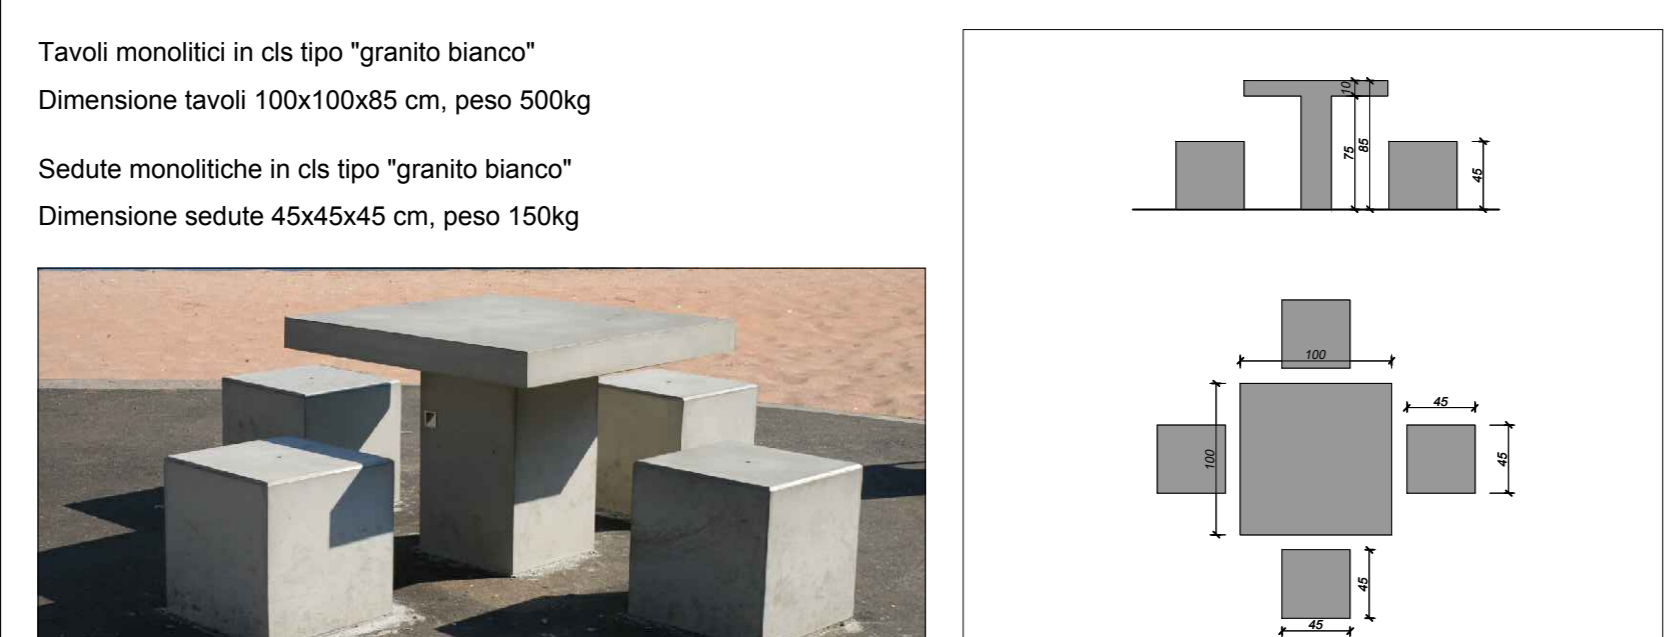 Tavoli monolitici in cls tipo "granito bianco"
Dimensione tavoli 100x100x85 cm, peso 500kg
Sedute monolitiche in cls tipo "granito bianco"
Dimensione sedute 45x45x45 cm, peso 150kg
10
75
85
45
100
100
45
45
45
45